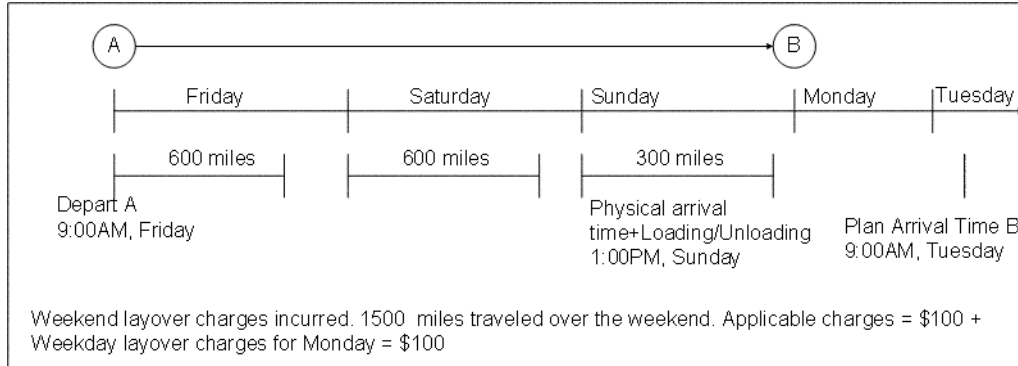 A
B
Friday
Saturday
Sunday
Monday
Tuesday
600 miles
600 miles
300 miles
Depart A
9:00AM, Friday
Physical arrival
time+Loading/Unloading
1:00PM, Sunday
Plan Arrival Time B
9:00AM, Tuesday
Weekend layover charges incurred. 1500 miles traveled over the weekend. Applicable charges = $100 +
Weekday layover charges for Monday = $100